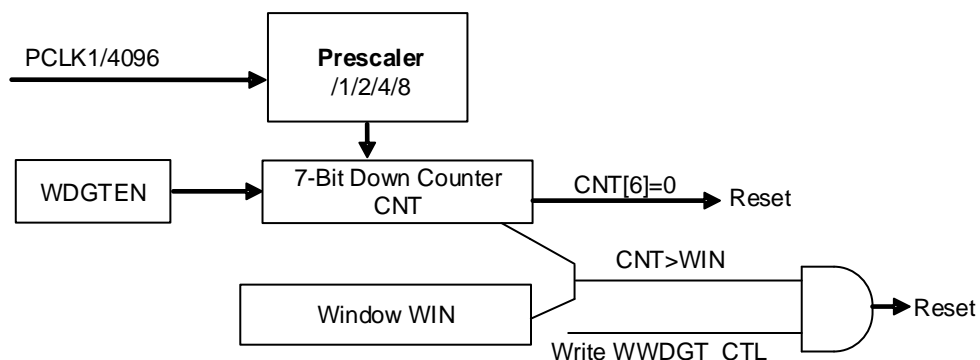 PCLK1/4096
Prescaler
/1/2/4/8
WDGTEN
7-Bit Down Counter
CNT
CNT[6]=0
Reset
CNT>WIN
Window WIN
Reset
Write WWDGT_CTL